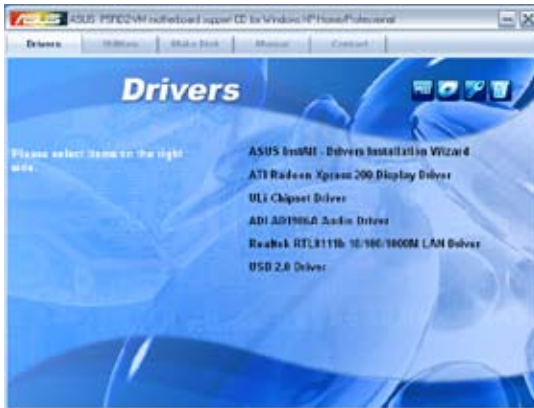 ASUS P5RD2-VM motherboard support CD for Windows XP Home/Professional
Drivers Utilities Make Disk Manual Contact
Drivers
Please select items on the right
side.
ASUS InstAll - Drivers Installation Wizard
ATI Radeon Xpress 200 Display Driver
ULi Chipset Driver
ADI AD1986A Audio Driver
Realtek RTL8111b 10/100/1000M LAN Driver
USB 2.0 Driver